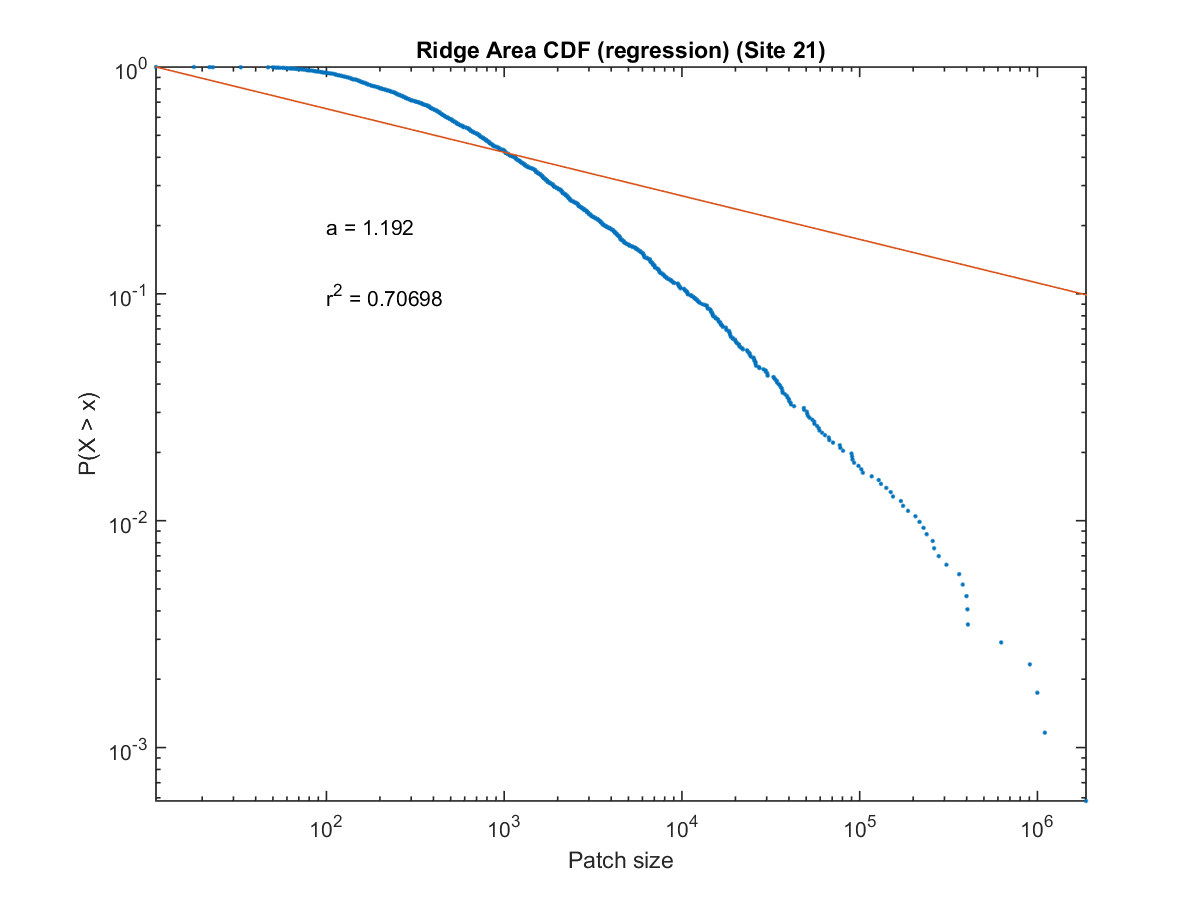 Ridge Area CDF (regression) (Site 21)
10^0
10^-1
10^-2
10^-3
P(X > x)
a = 1.192
r^2 = 0.70698
10^2
10^3
10^4
10^5
10^6
Patch size